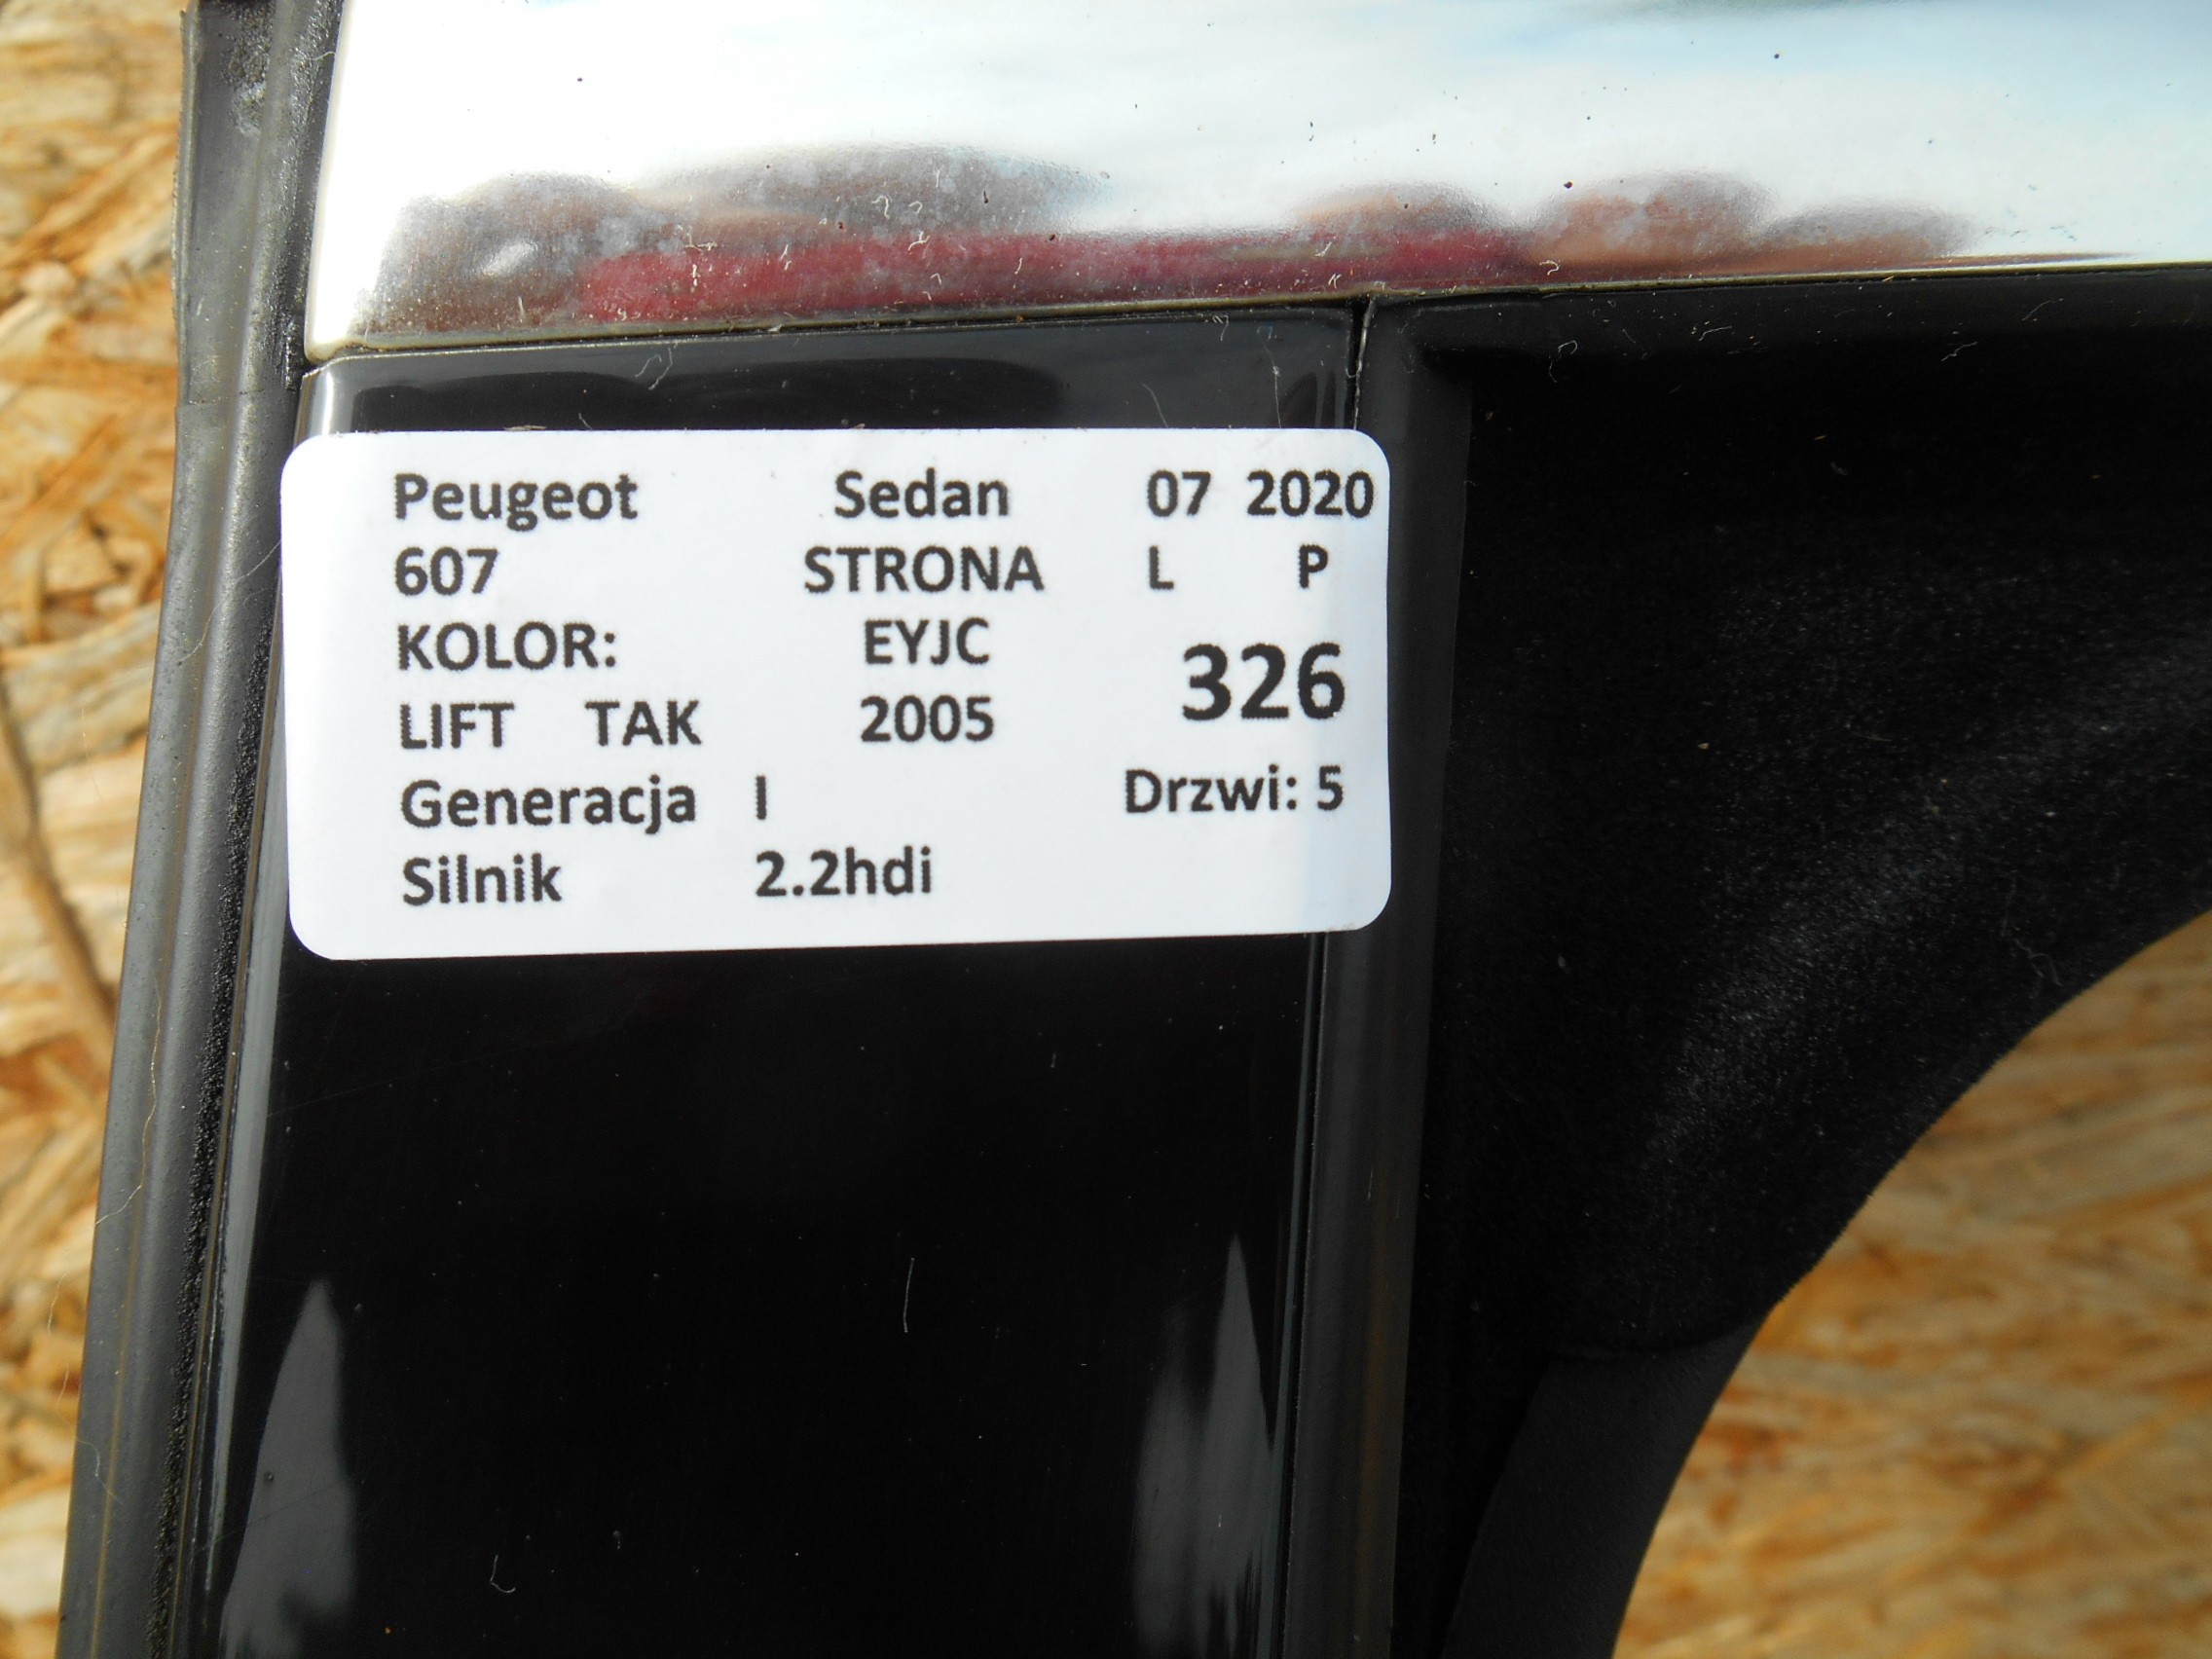 Peugeot Sedan 07 2020
607 STRONA L P
KOLOR: EYJC 326
LIFT TAK 2005
Generacja I Drzwi: 5
Silnik 2.2hdi